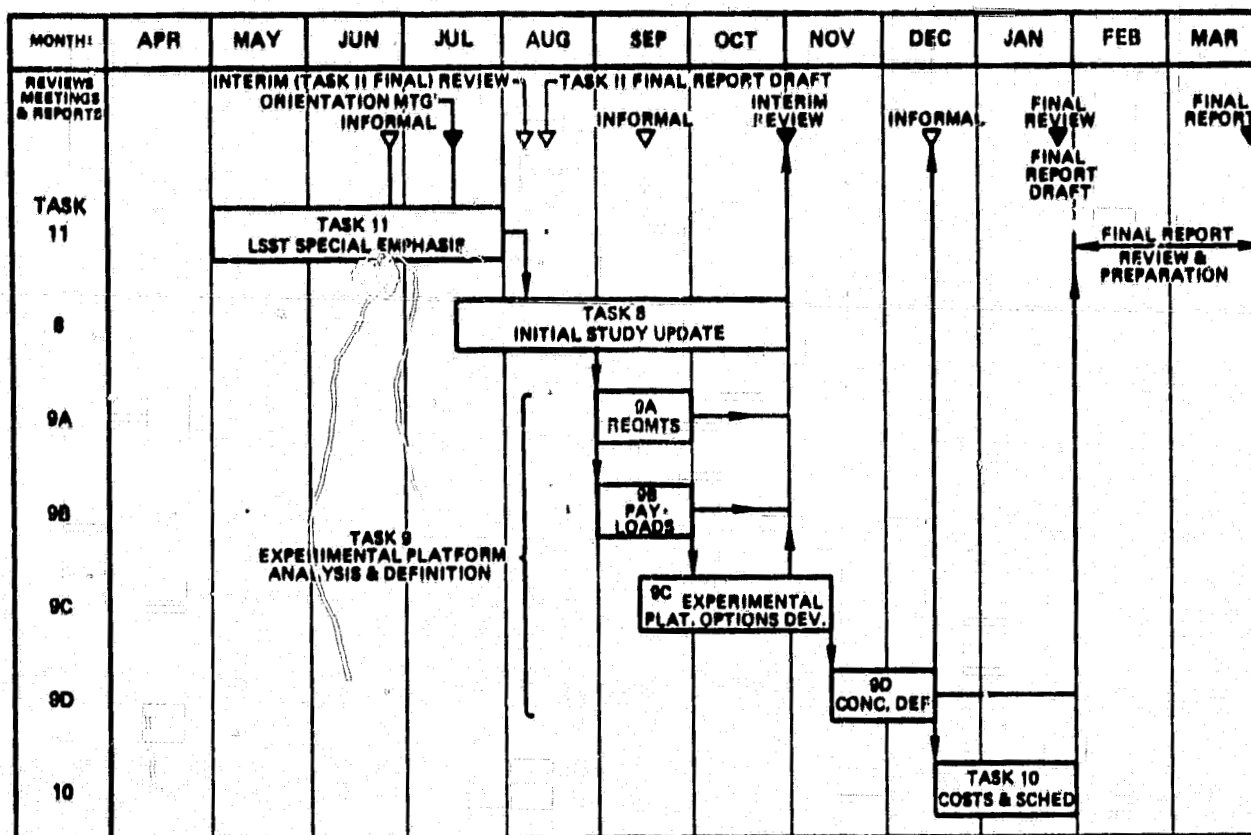 MONTH: APR MAY JUN JUL AUG SEP OCT NOV DEC JAN FEB MAR
REVIEWS
MEETINGS
& REPORTS
INTERIM (TASK 11 FINAL) REVIEW
TASK 11 FINAL REPORT DRAFT
ORIENTATION MTG
INFORMAL
INFORMAL
INTERIM
REVIEW
INFORMAL
FINAL
REVIEW
FINAL
REPORT
DRAFT
FINAL
REPORT
TASK
11
TASK 11
LSST SPECIAL EMPHASIS
FINAL REPORT
REVIEW &
PREPARATION
8
TASK 8
INITIAL STUDY UPDATE
9A
9A
REQMTS
9B
9B
PAY-
LOADS
TASK 9
EXPERIMENTAL PLATFORM
ANALYSIS & DEFINITION
9C
9C EXPERIMENTAL
PLAT. OPTIONS DEV.
9D
9D
CONC. DEF
10
TASK 10
COSTS & SCHED